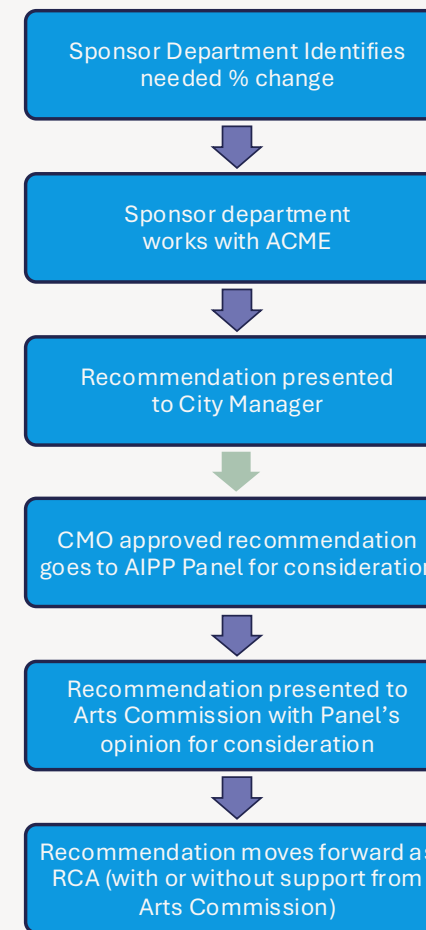 Sponsor Department Identifies
needed % change
Sponsor department
works with ACME
Recommendation presented
to City Manager
CMO approved recommendation
goes to AIPP Panel for consideration
Recommendation presented to
Arts Commission with Panel's
opinion for consideration
Recommendation moves forward as
RCA (with or without support from
Arts Commission)